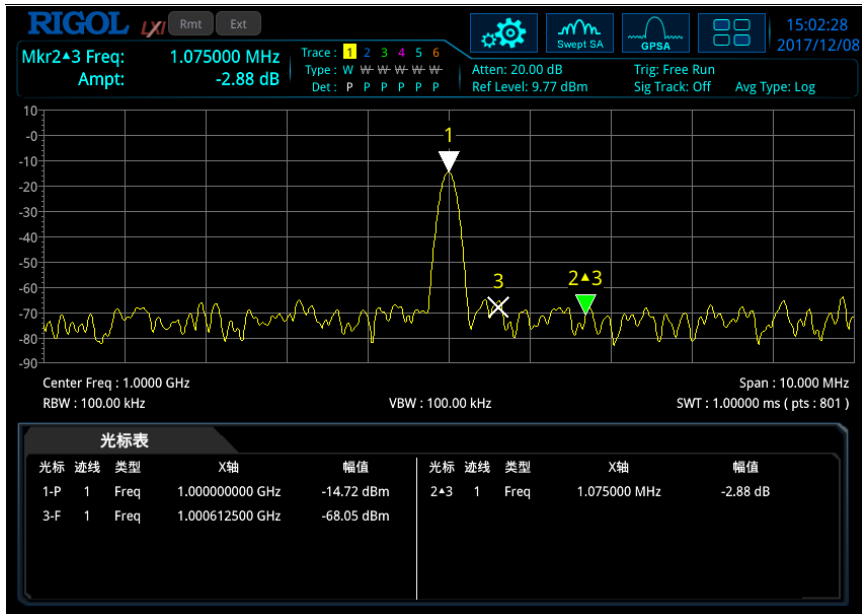 RIGOL LXI Rmt Ext
Swept SA
GPSA
15:02:28
2017/12/08
Mkr2▲3 Freq: 1.075000 MHz
Ampt: -2.88 dB
Trace : 1 2 3 4 5 6
Type : W W W W W W
Det : P P P P P P
Atten: 20.00 dB
Ref Level: 9.77 dBm
Trig: Free Run
Sig Track: Off
Avg Type: Log
10
-0
-10
-20
-30
-40
-50
-60
-70
-80
-90
1
3
2▲3
Center Freq : 1.0000 GHz
Span : 10.000 MHz
RBW : 100.00 kHz
VBW : 100.00 kHz
SWT : 1.00000 ms ( pts : 801 )
光标表
光标 迹线 类型 X轴 幅值
1-P 1 Freq 1.000000000 GHz -14.72 dBm
3-F 1 Freq 1.000612500 GHz -68.05 dBm
光标 迹线 类型 X轴 幅值
2▲3 1 Freq 1.075000 MHz -2.88 dB